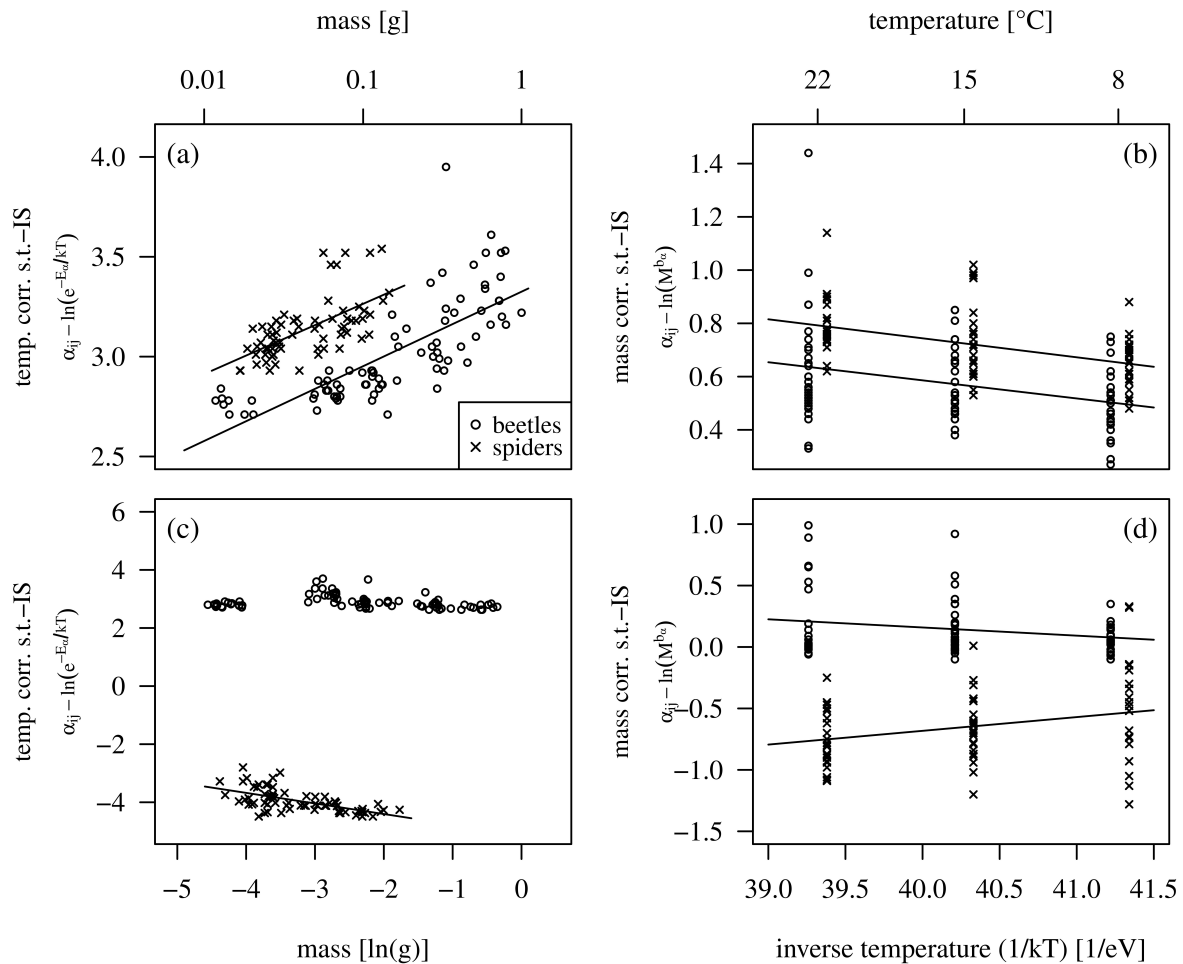 mass [g]
temperature [°C]
0.01
0.1
1
22
15
8
(a)
(b)
4.0
3.5
3.0
2.5
temp. corr. s.t.−IS
αij − ln(e−Eα/kT)
beetles
spiders
1.4
1.2
1.0
0.8
0.6
0.4
mass corr. s.t.−IS
αij − ln(Mbα)
(c)
(d)
6
4
2
0
−2
−4
temp. corr. s.t.−IS
αij − ln(e−Eα/kT)
1.0
0.5
0.0
−0.5
−1.0
−1.5
mass corr. s.t.−IS
αij − ln(Mbα)
−5
−4
−3
−2
−1
0
39.0
39.5
40.0
40.5
41.0
41.5
mass [ln(g)]
inverse temperature (1/kT) [1/eV]